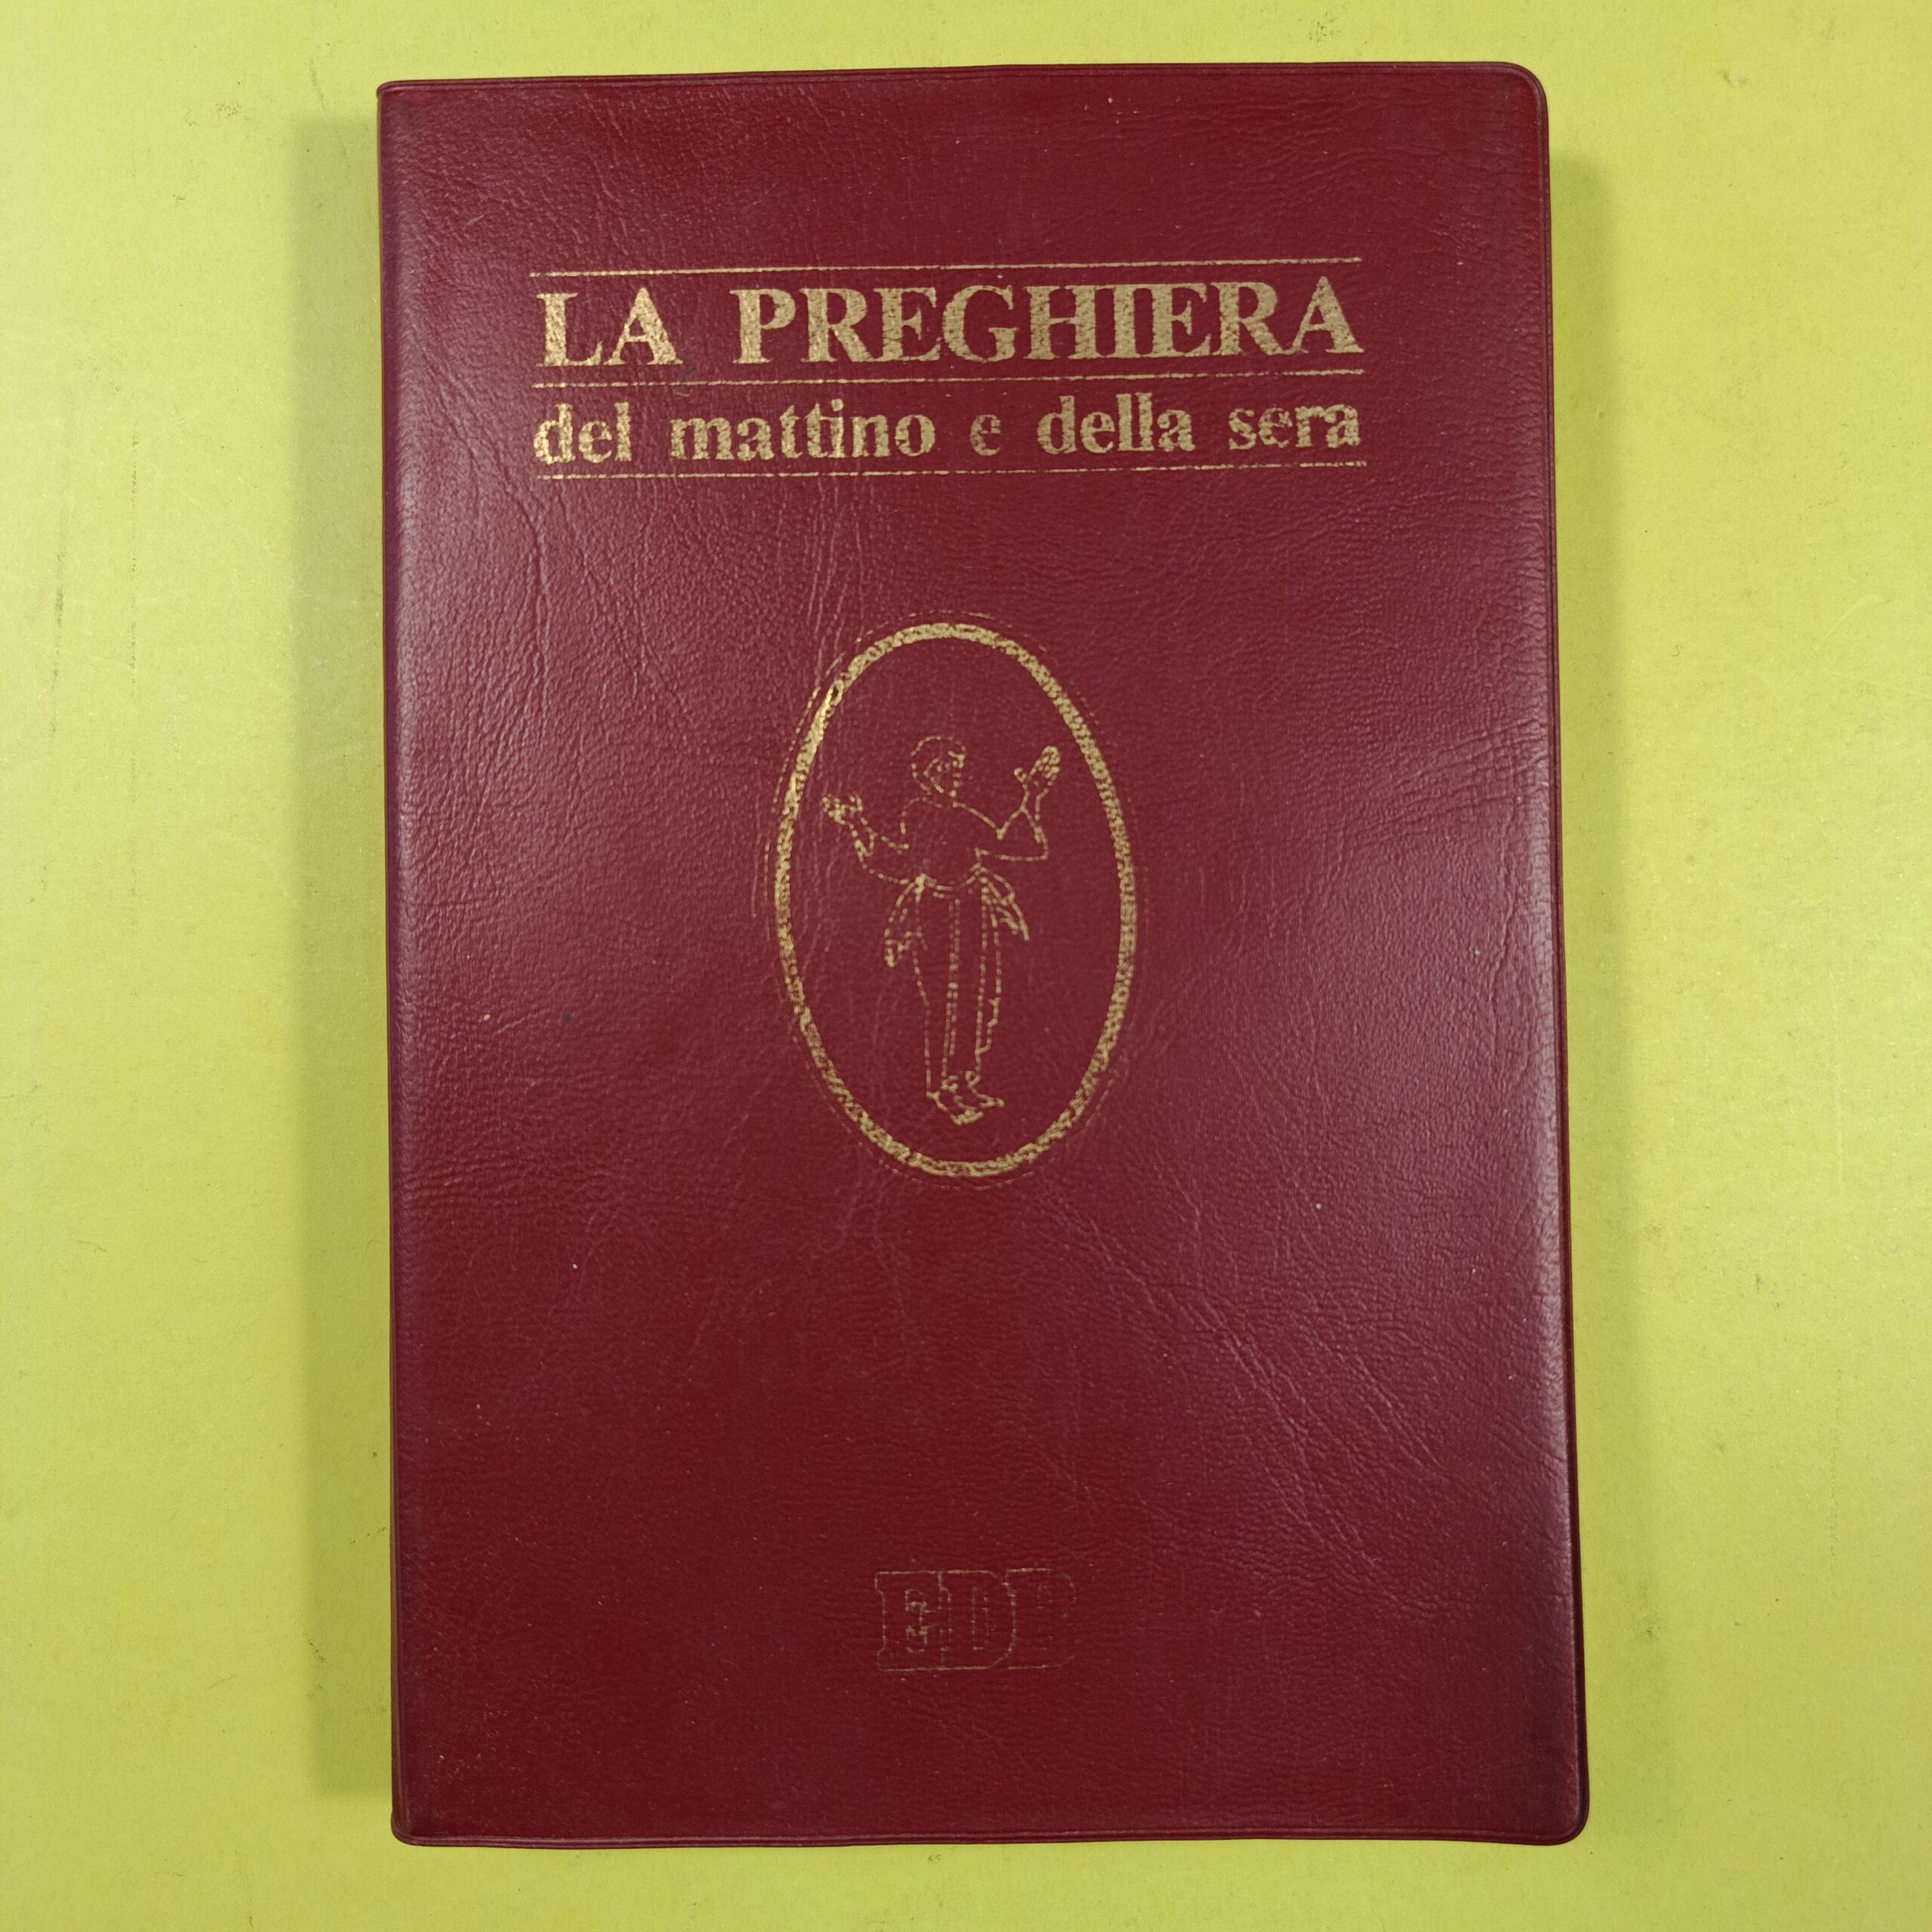 LA PREGHIERA
del mattino e della sera
EDB